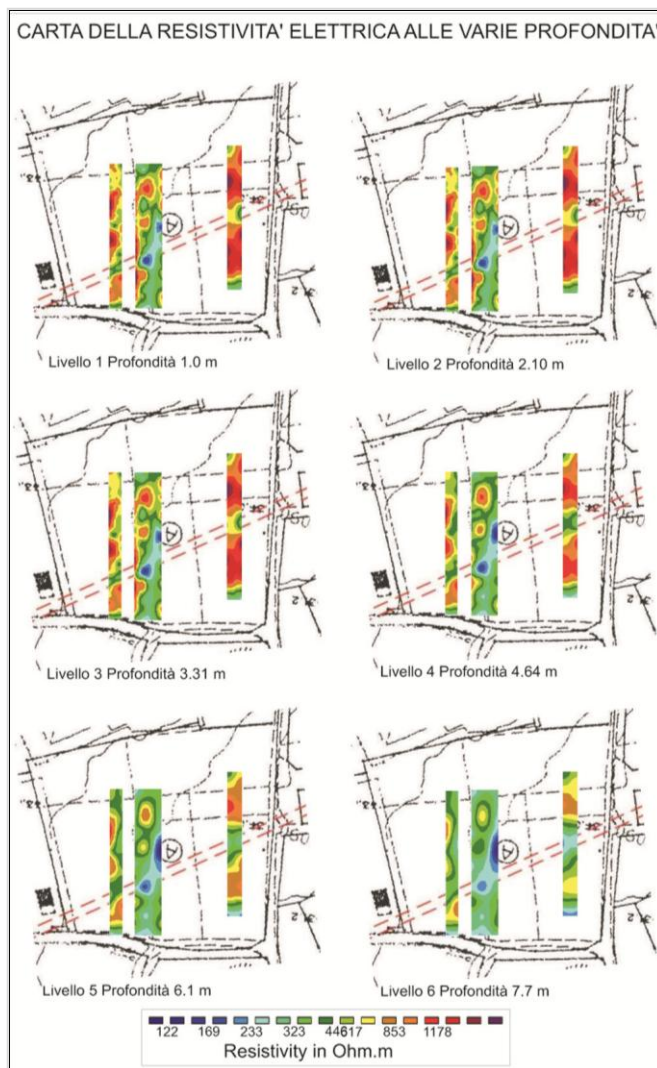 CARTA DELLA RESISTIVITA' ELETTRICA ALLE VARIE PROFONDITA'
A
A
Livello 1 Profondità 1.0 m
Livello 2 Profondità 2.10 m
A
A
Livello 3 Profondità 3.31 m
Livello 4 Profondità 4.64 m
A
A
Livello 5 Profondità 6.1 m
Livello 6 Profondità 7.7 m
122 169 233 323 44617 853 1178
Resistivity in Ohm.m